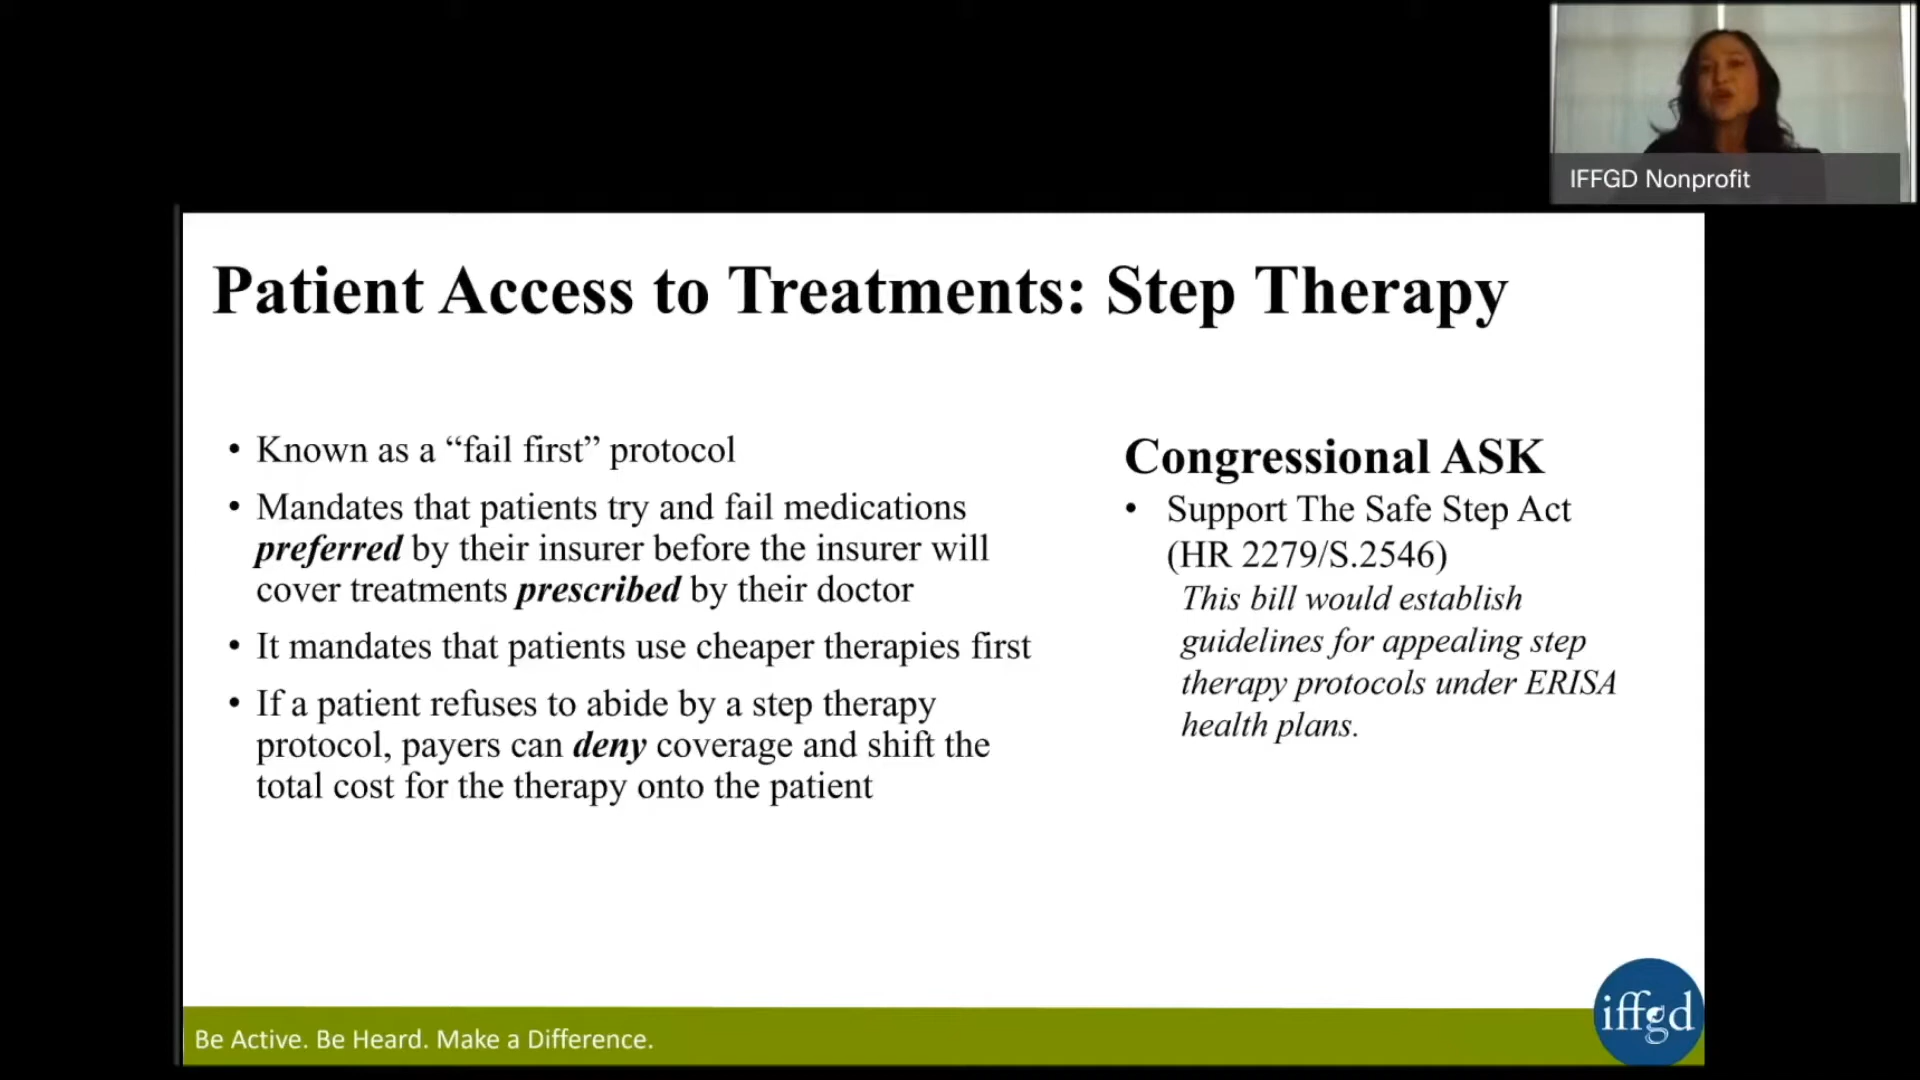 IFFGD Nonprofit
Patient Access to Treatments: Step Therapy
• Known as a “fail first” protocol
• Mandates that patients try and fail medications
preferred by their insurer before the insurer will
cover treatments prescribed by their doctor
• It mandates that patients use cheaper therapies first
• If a patient refuses to abide by a step therapy
protocol, payers can deny coverage and shift the
total cost for the therapy onto the patient
Congressional ASK
• Support The Safe Step Act
(HR 2279/S.2546)
This bill would establish
guidelines for appealing step
therapy protocols under ERISA
health plans.
Be Active. Be Heard. Make a Difference.
iffgd